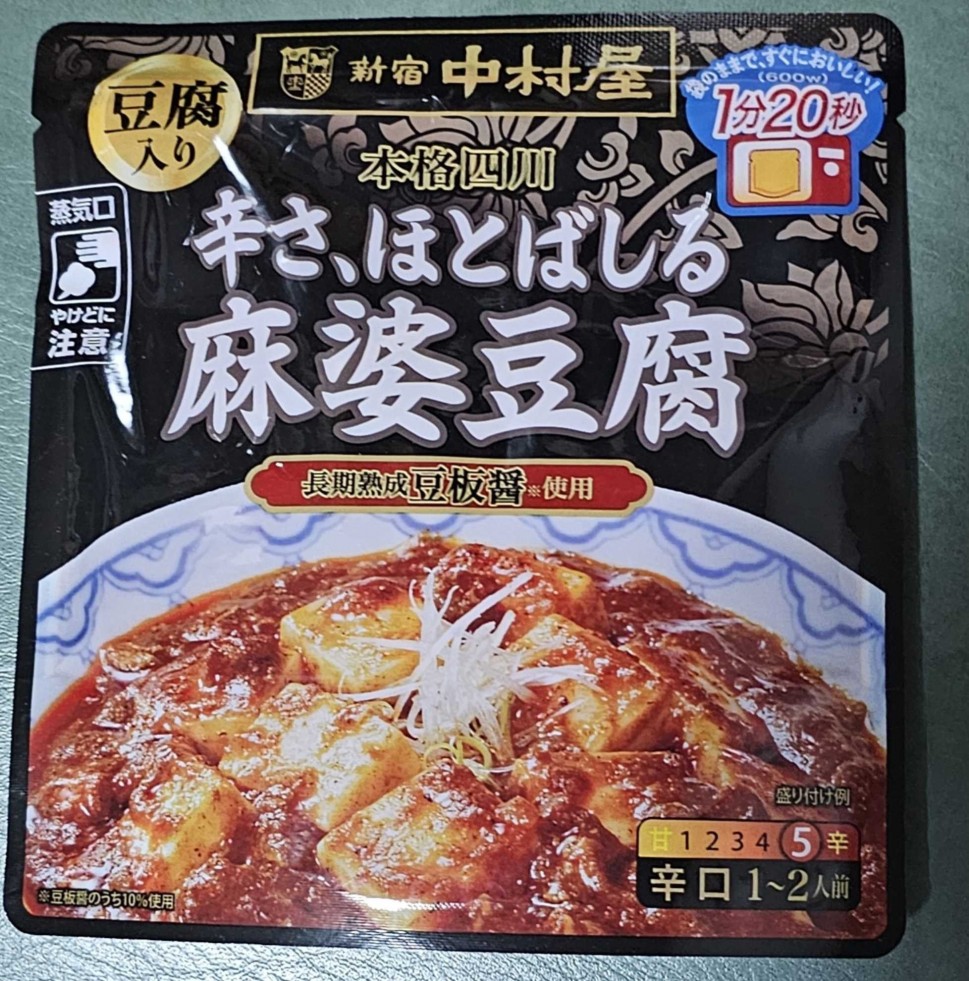 豆腐
入り
新宿 中村屋
袋のままで、すぐにおいしい!
(600w)
1分20秒
本格四川
辛さ、ほとばしる
麻婆豆腐
蒸気口
やけどに
注意
長期熟成豆板醤※使用
盛り付け例
甘 1 2 3 4 5 辛
辛口 1~2人前
※豆板醤のうち10%使用